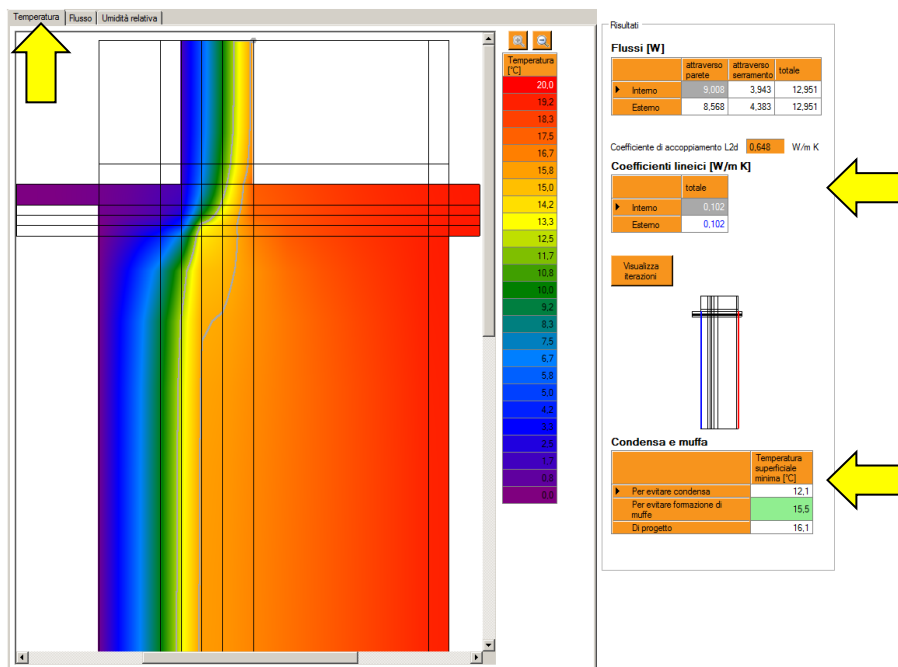 Temperatura
Flusso
Umidità relativa
Temperatura
[°C]
20,0
19,2
18,3
17,5
16,7
15,8
15,0
14,2
13,3
12,5
11,7
10,8
10,0
9,2
8,3
7,5
6,7
5,8
5,0
4,2
3,3
2,5
1,7
0,8
0,0
Risultati
Flussi [W]
attraverso parete
attraverso serramento
totale
Interno 9,008 3,943 12,951
Esterno 8,568 4,383 12,951
Coefficiente di accoppiamento L2d 0,648 W/m K
Coefficienti lineici [W/m K]
totale
Interno 0,102
Esterno 0,102
Visualizza
iterazioni
Condensa e muffa
Temperatura
superficiale
minima [°C]
Per evitare condensa 12,1
Per evitare formazione di
muffe 15,5
Di progetto 16,1